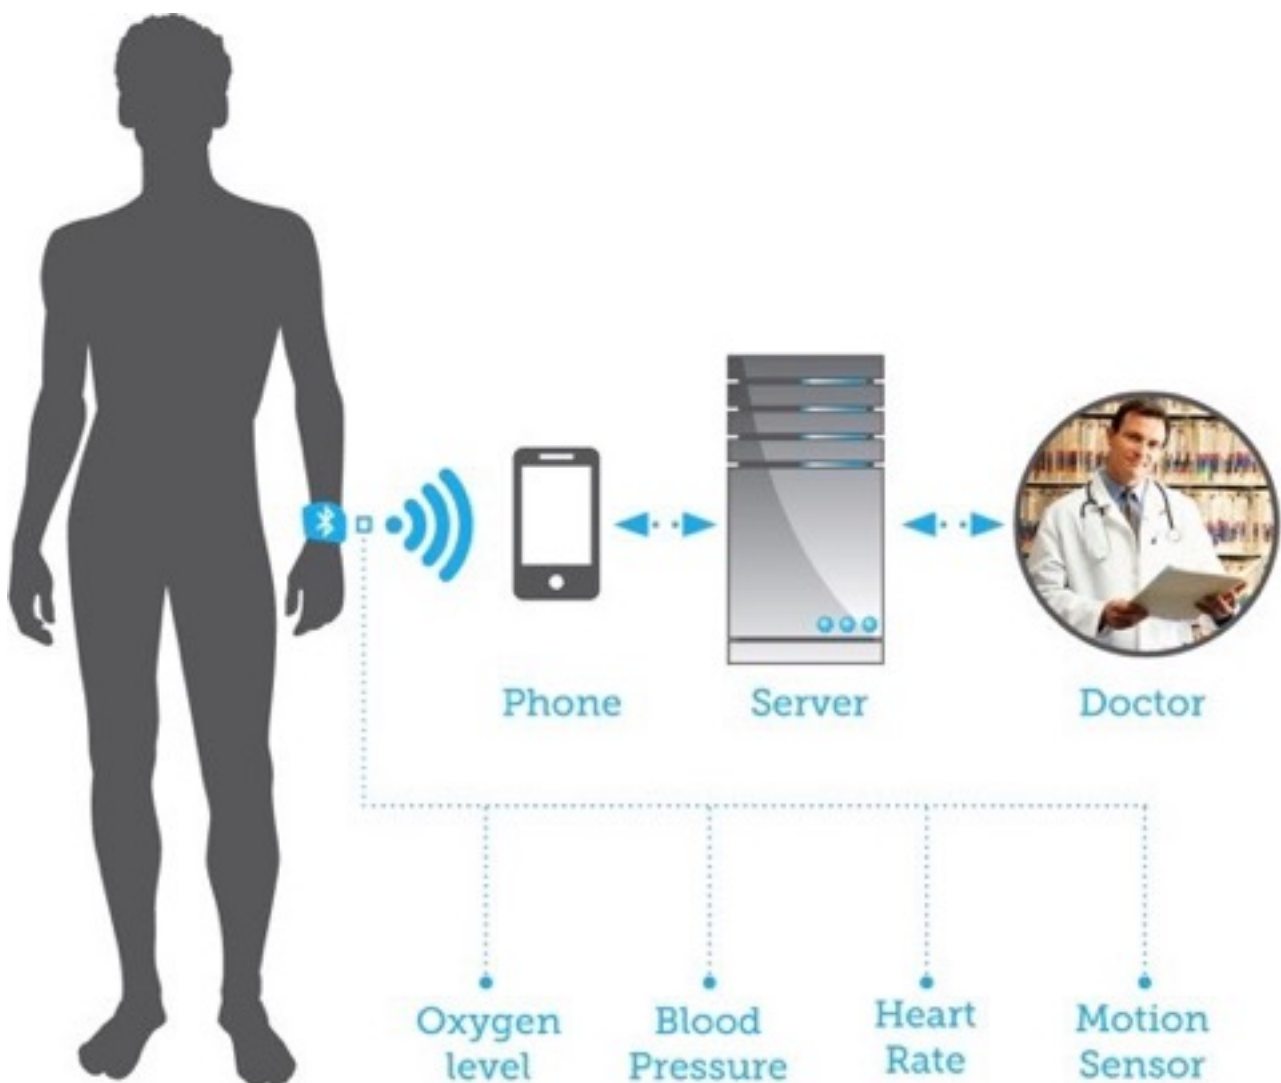 Phone
Server
Doctor
Oxygen
level
Blood
Pressure
Heart
Rate
Motion
Sensor